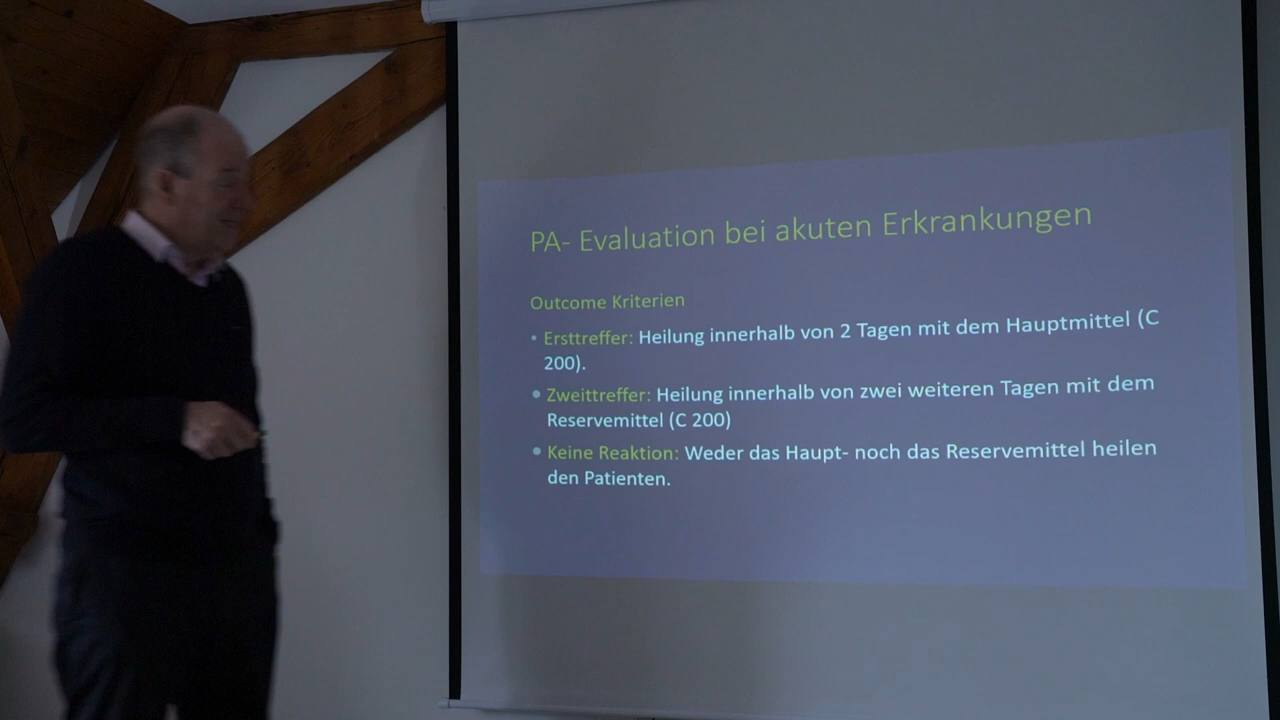 PA- Evaluation bei akuten Erkrankungen
Outcome Kriterien
• Ersttreffer: Heilung innerhalb von 2 Tagen mit dem Hauptmittel (C
200).
• Zweittreffer: Heilung innerhalb von zwei weiteren Tagen mit dem
Reservemittel (C 200)
• Keine Reaktion: Weder das Haupt- noch das Reservemittel heilen
den Patienten.